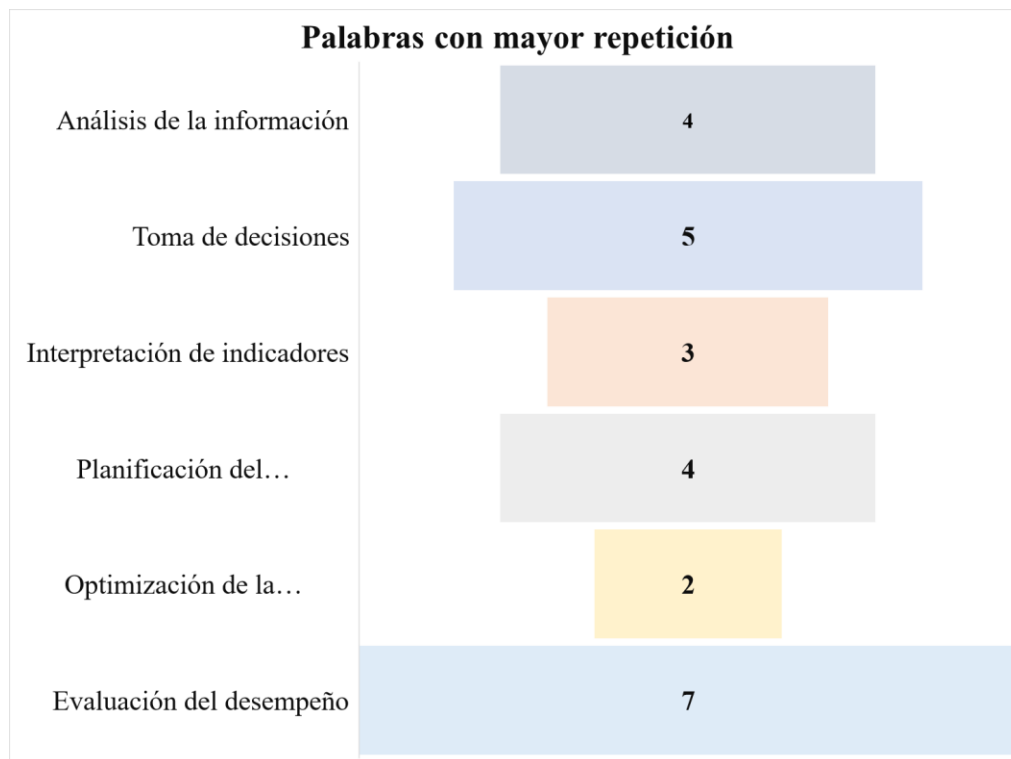 Palabras con mayor repetición
Análisis de la información
4
Toma de decisiones
5
Interpretación de indicadores
3
Planificación del…
4
Optimización de la…
2
Evaluación del desempeño
7